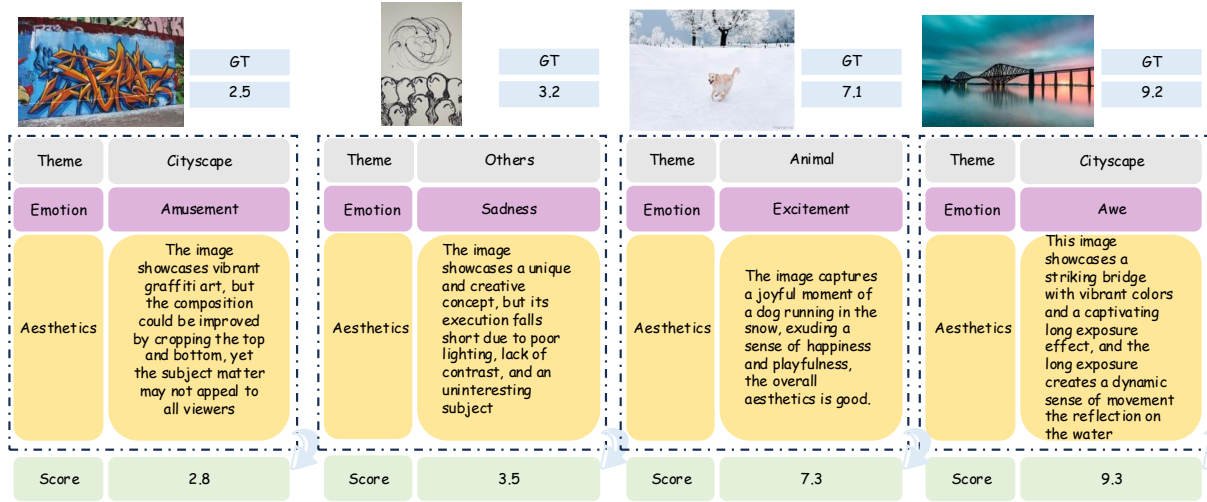 GT
2.5
Theme
Cityscape
Emotion
Amusement
Aesthetics
The image
showcases vibrant
graffiti art, but
the composition
could be improved
by cropping the top
and bottom, yet
the subject matter
may not appeal to
all viewers
Score
2.8
GT
3.2
Theme
Others
Emotion
Sadness
Aesthetics
The image
showcases a unique
and creative
concept, but its
execution falls
short due to poor
lighting, lack of
contrast, and an
uninteresting
subject
Score
3.5
GT
7.1
Theme
Animal
Emotion
Excitement
Aesthetics
The image captures
a joyful moment of
a dog running in the
snow, exuding a
sense of happiness
and playfulness,
the overall
aesthetics is good.
Score
7.3
GT
9.2
Theme
Cityscape
Emotion
Awe
Aesthetics
This image
showcases a
striking bridge
with vibrant colors
and a captivating
long exposure
effect, and the
long exposure
creates a dynamic
sense of movement
the reflection on
the water
Score
9.3